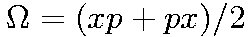 Ω = (xp + px)/2